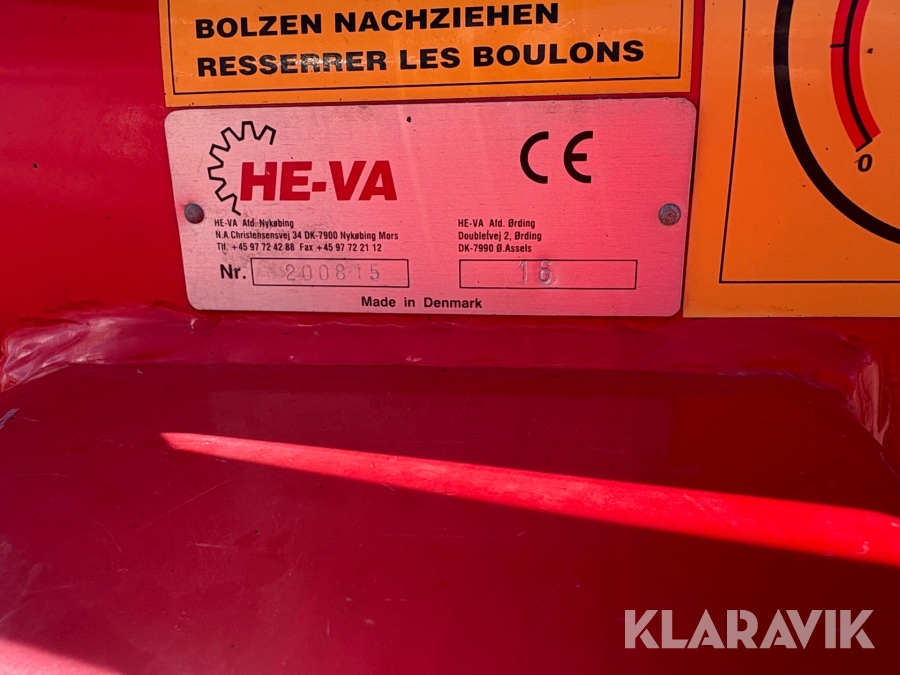 BOLZEN NACHZIEHEN
RESSERRER LES BOULONS
HE-VA
CE
HE-VA Afd. Nykøbing
N.A.Christensensvej 34 DK-7900 Nykøbing Mors
Tlf. +45 97 72 42 88 Fax +45 97 72 21 12
HE-VA Afd. Ørding
Doubletvej 2, Ørding
DK-7990 Ø.Assels
Nr. 200815
16
Made in Denmark
0
KLARAVIK